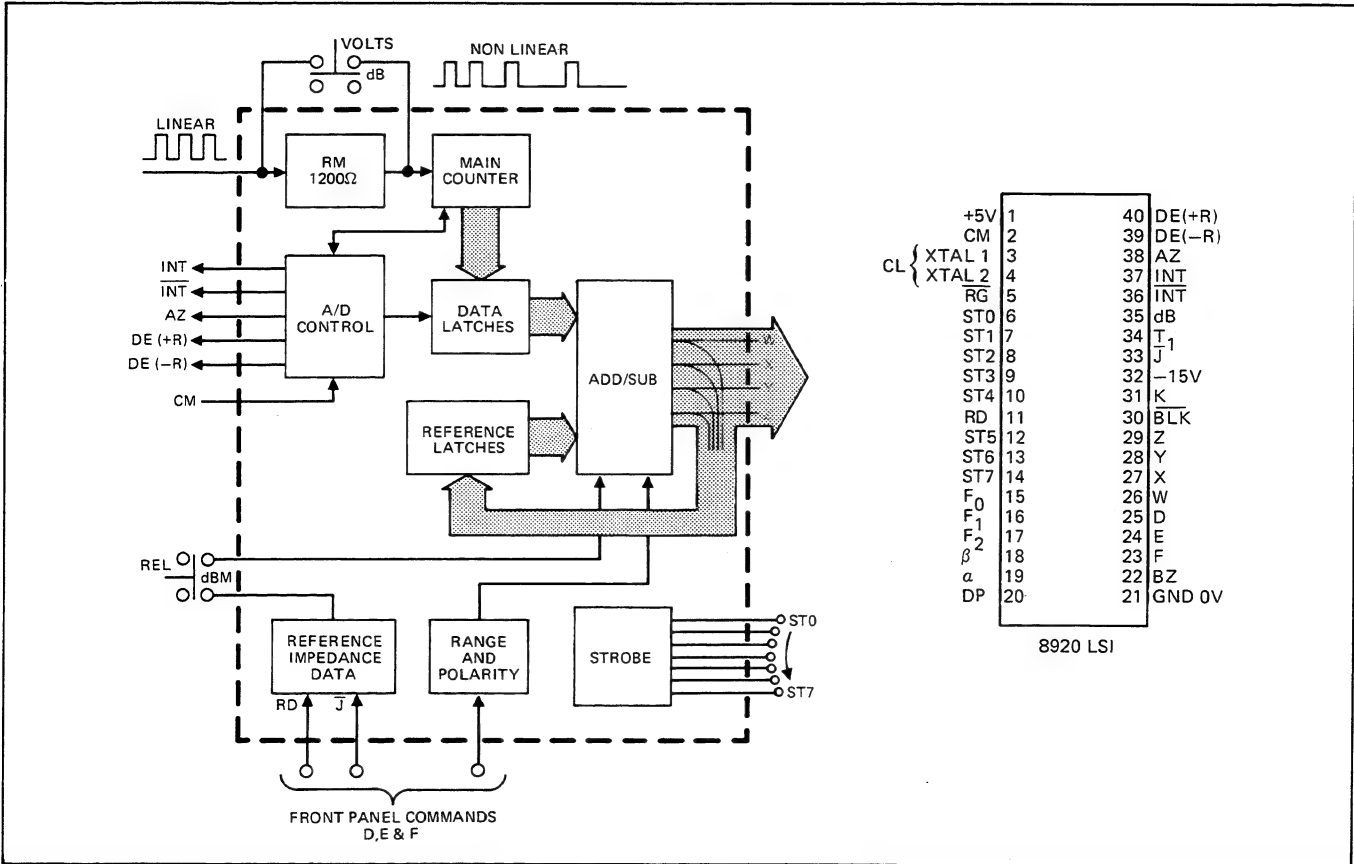 VOLTS
dB
NON LINEAR
LINEAR
RM
1200Ω
MAIN
COUNTER
INT
I̅N̅T̅
AZ
DE (+R)
DE (−R)
CM
A/D
CONTROL
DATA
LATCHES
ADD/SUB
W
X
REFERENCE
LATCHES
REL
dBM
REFERENCE
IMPEDANCE
DATA
RD
J̅
RANGE
AND
POLARITY
STROBE
ST0
ST7
FRONT PANEL COMMANDS
D,E & F
+5V 1
CM 2
CL { XTAL 1 3
XTAL 2 4
R̅G̅ 5
ST0 6
ST1 7
ST2 8
ST3 9
ST4 10
RD 11
ST5 12
ST6 13
ST7 14
F0 15
F1 16
F2 17
β 18
α 19
DP 20
40 DE(+R)
39 DE(−R)
38 AZ
37 INT
36 I̅N̅T̅
35 dB
34 T1
33 J̅
32 −15V
31 K
30 B̅L̅K̅
29 Z
28 Y
27 X
26 W
25 D
24 E
23 F
22 BZ
21 GND 0V
8920 LSI